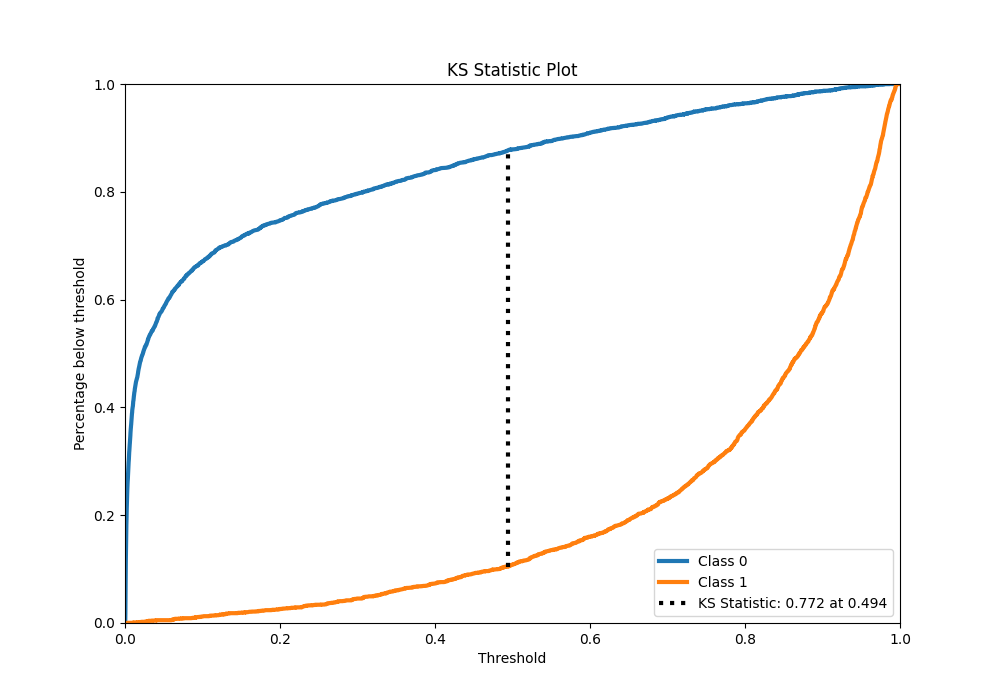 KS Statistic Plot
Percentage below threshold
1.0
0.8
0.6
0.4
0.2
0.0
0.0 0.2 0.4 0.6 0.8 1.0
Threshold
Class 0
Class 1
KS Statistic: 0.772 at 0.494